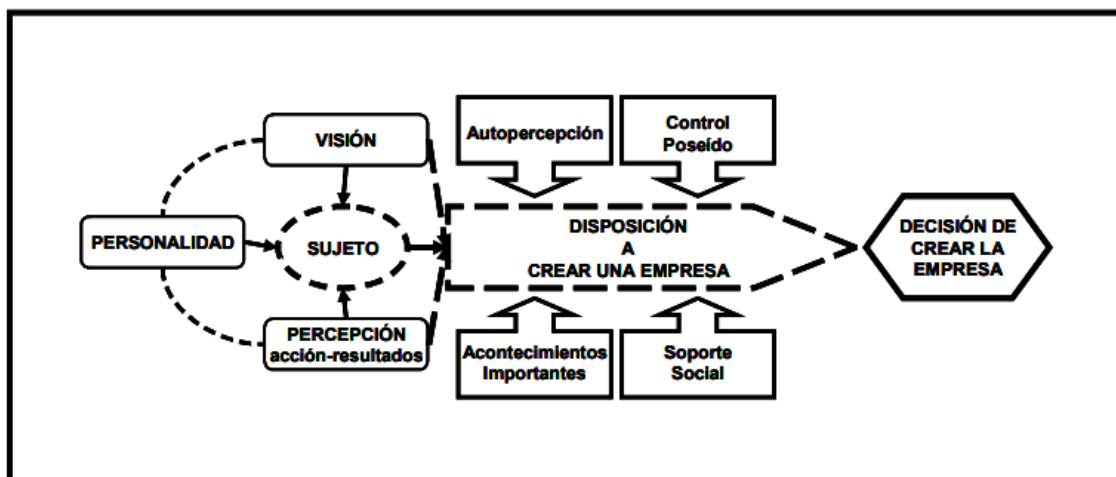 VISIÓN
PERSONALIDAD
SUJETO
PERCEPCIÓN
acción-resultados
Autopercepción
Control
Poseído
DISPOSICIÓN
A
CREAR UNA EMPRESA
Acontecimientos
Importantes
Soporte
Social
DECISIÓN DE
CREAR LA
EMPRESA